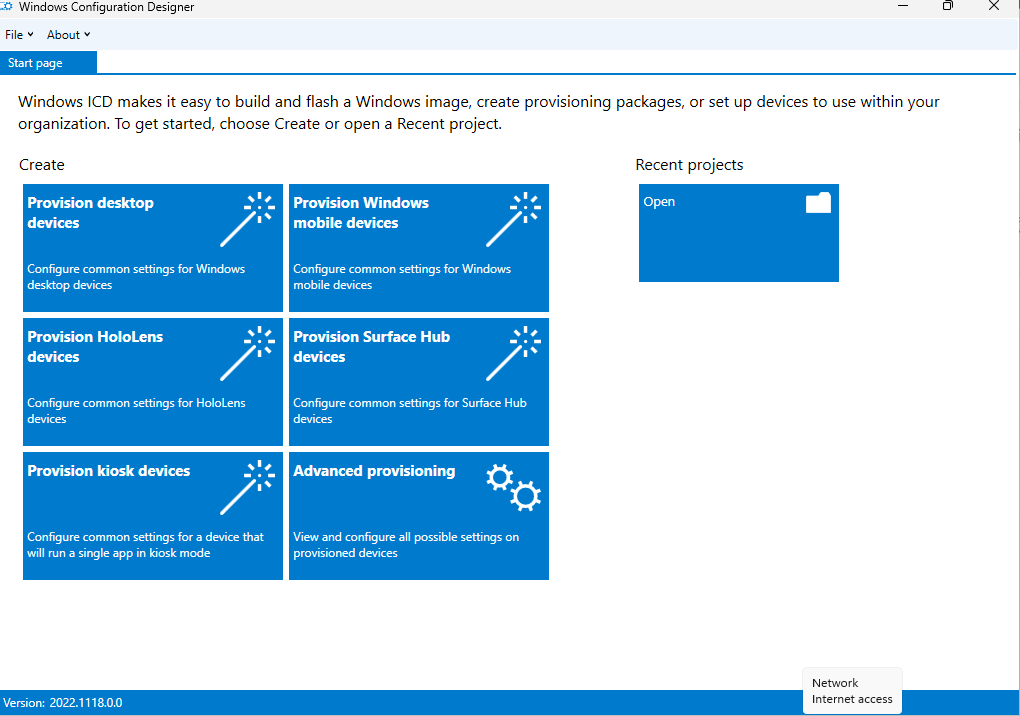 Windows Configuration Designer
File
About
Start page
Windows ICD makes it easy to build and flash a Windows image, create provisioning packages, or set up devices to use within your
organization. To get started, choose Create or open a Recent project.
Create
Recent projects
Provision desktop
devices
Configure common settings for Windows
desktop devices
Provision Windows
mobile devices
Configure common settings for Windows
mobile devices
Open
Provision HoloLens
devices
Configure common settings for HoloLens
devices
Provision Surface Hub
devices
Configure common settings for Surface Hub
devices
Provision kiosk devices
Configure common settings for a device that
will run a single app in kiosk mode
Advanced provisioning
View and configure all possible settings on
provisioned devices
Network
Internet access
Version: 2022.1118.0.0